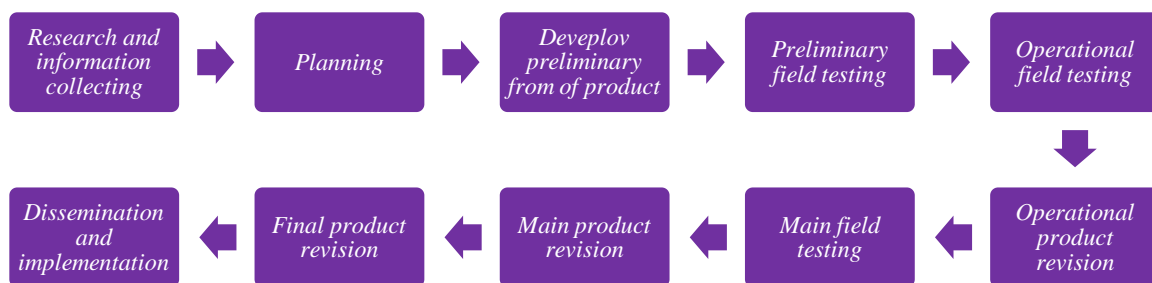 Research and
information
collecting
Planning
Deveplov
preliminary
from of product
Preliminary
field testing
Operational
field testing
Operational
product
revision
Main field
testing
Main product
revision
Final product
revision
Dissemination
and
implementation